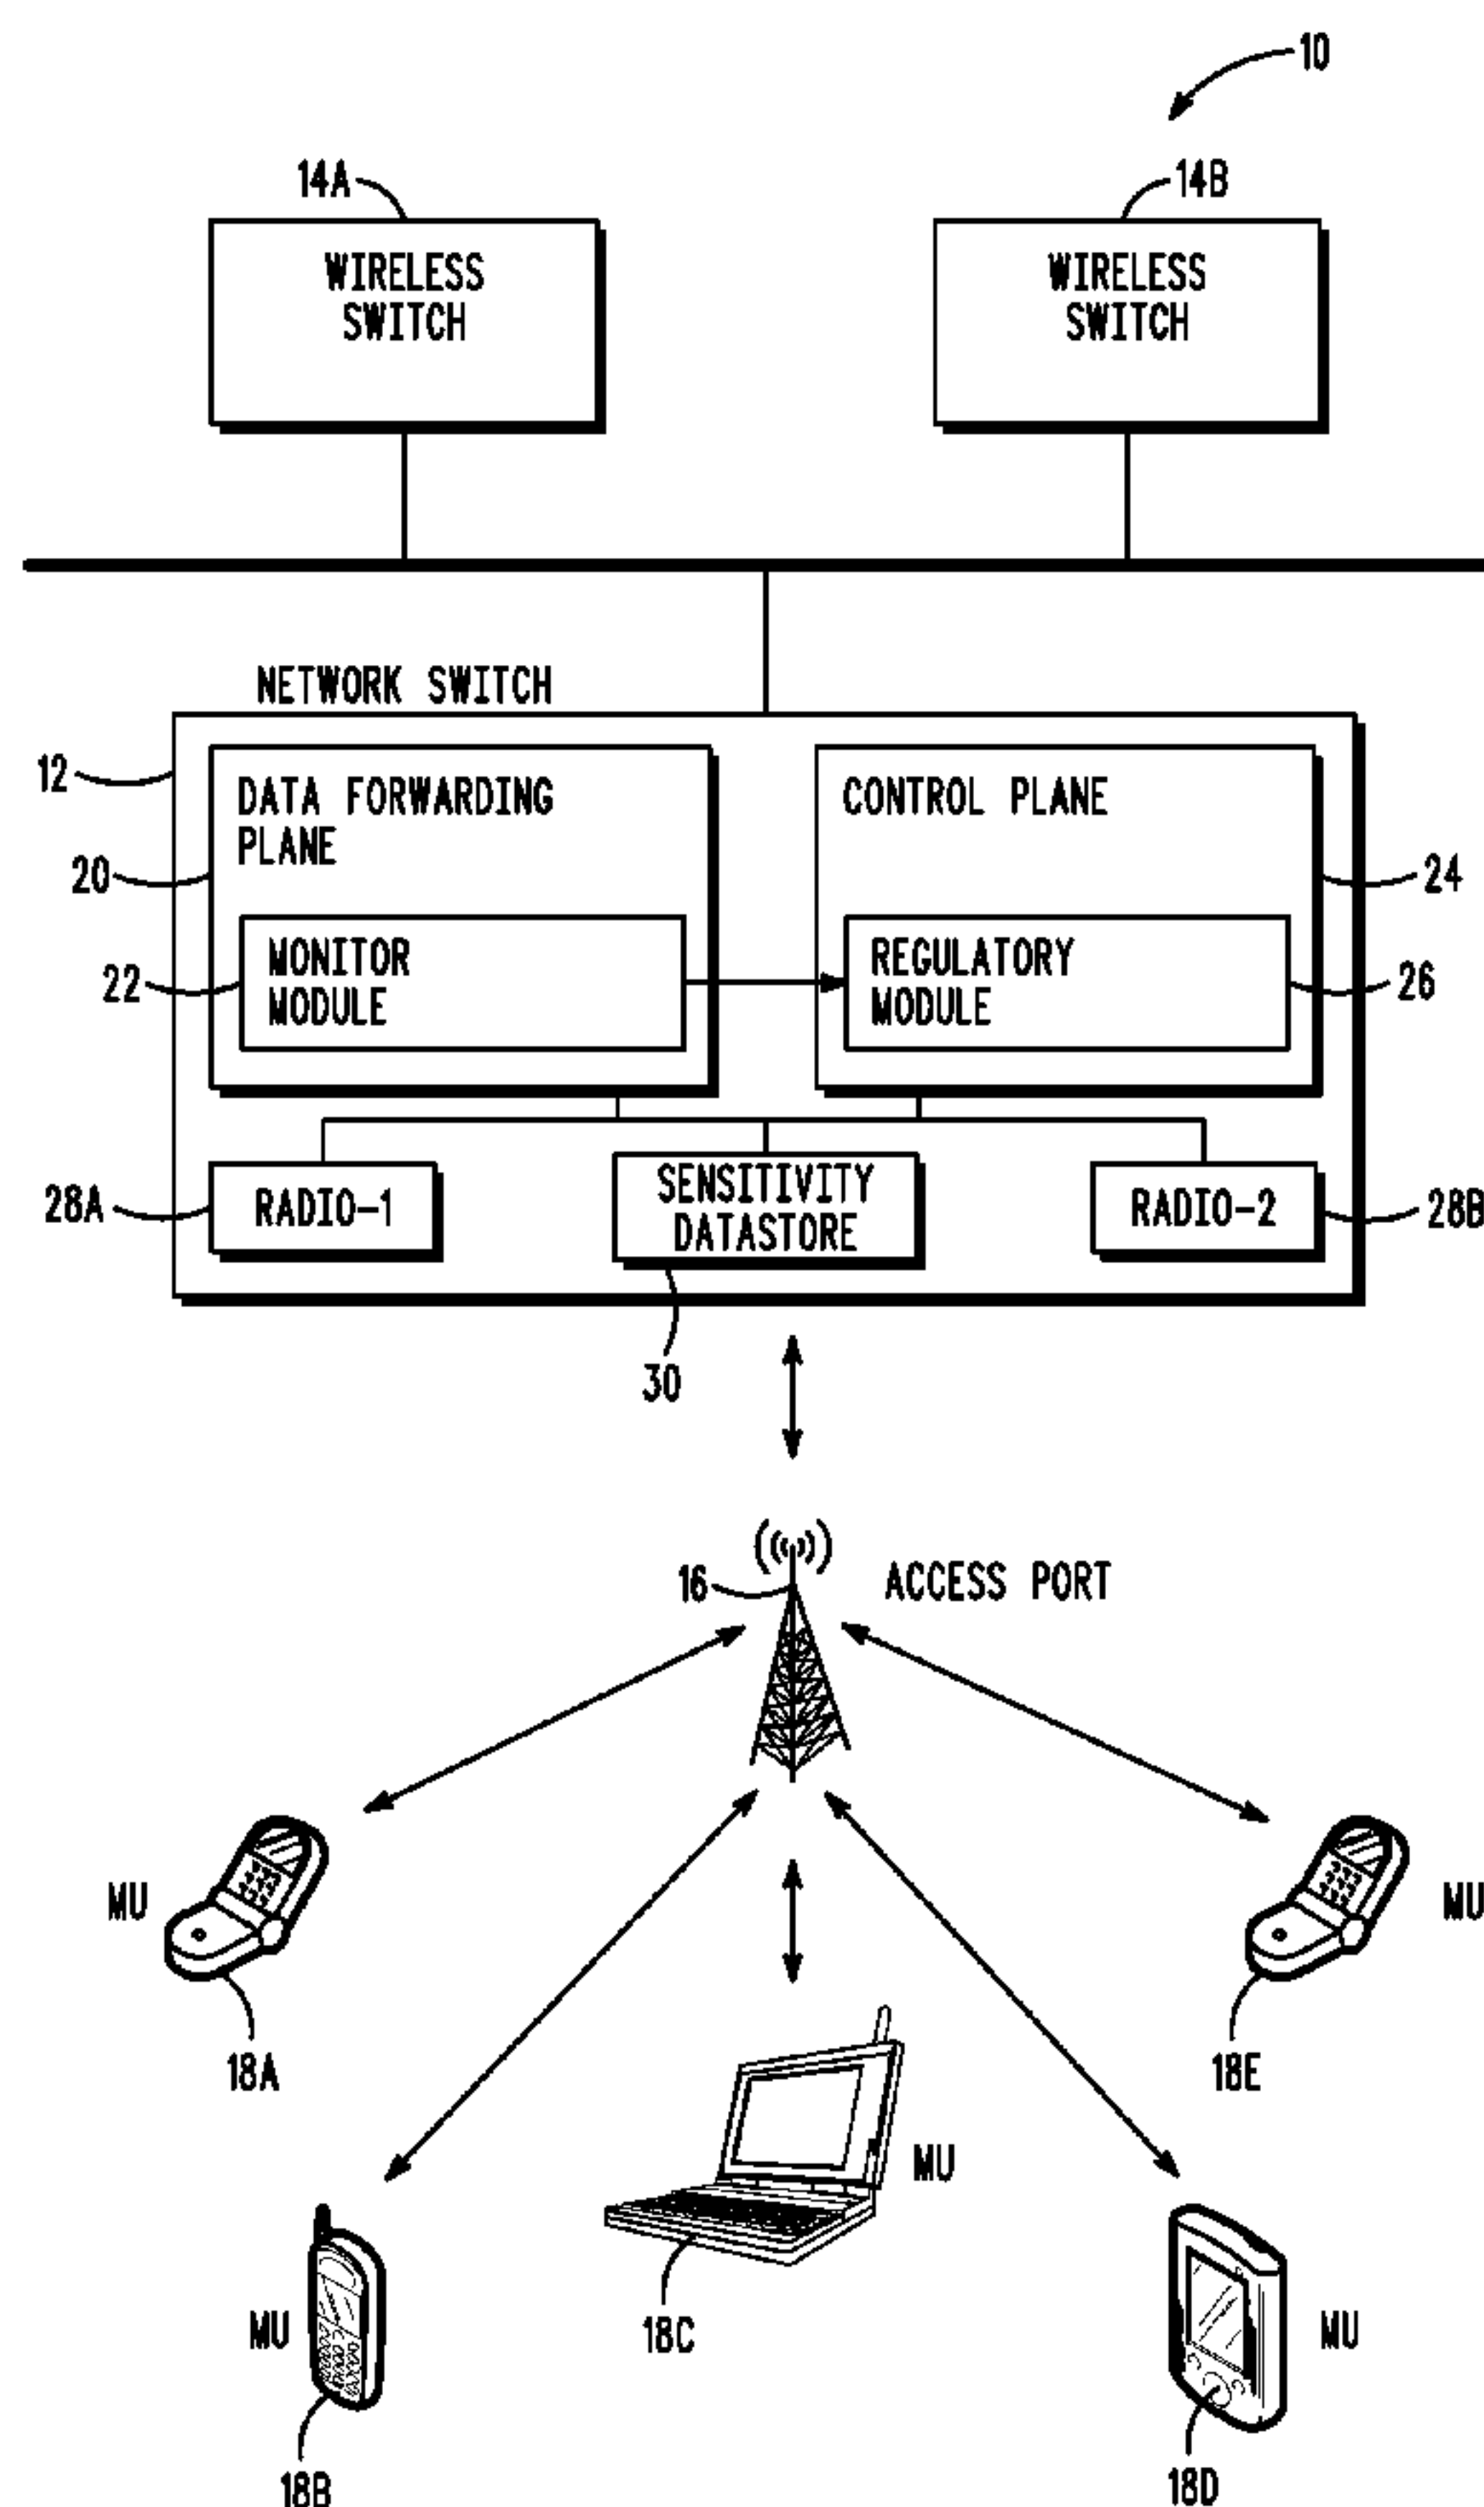 10
14A
14B
WIRELESS
SWITCH
WIRELESS
SWITCH
NETWORK SWITCH
12
DATA FORWARDING
PLANE
CONTROL PLANE
20
24
MONITOR
MODULE
REGULATORY
MODULE
22
26
28A
RADIO-1
SENSITIVITY
DATASTORE
RADIO-2
28B
30
16
ACCESS PORT
MU
MU
18A
18E
MU
MU
18C
MU
18B
18D